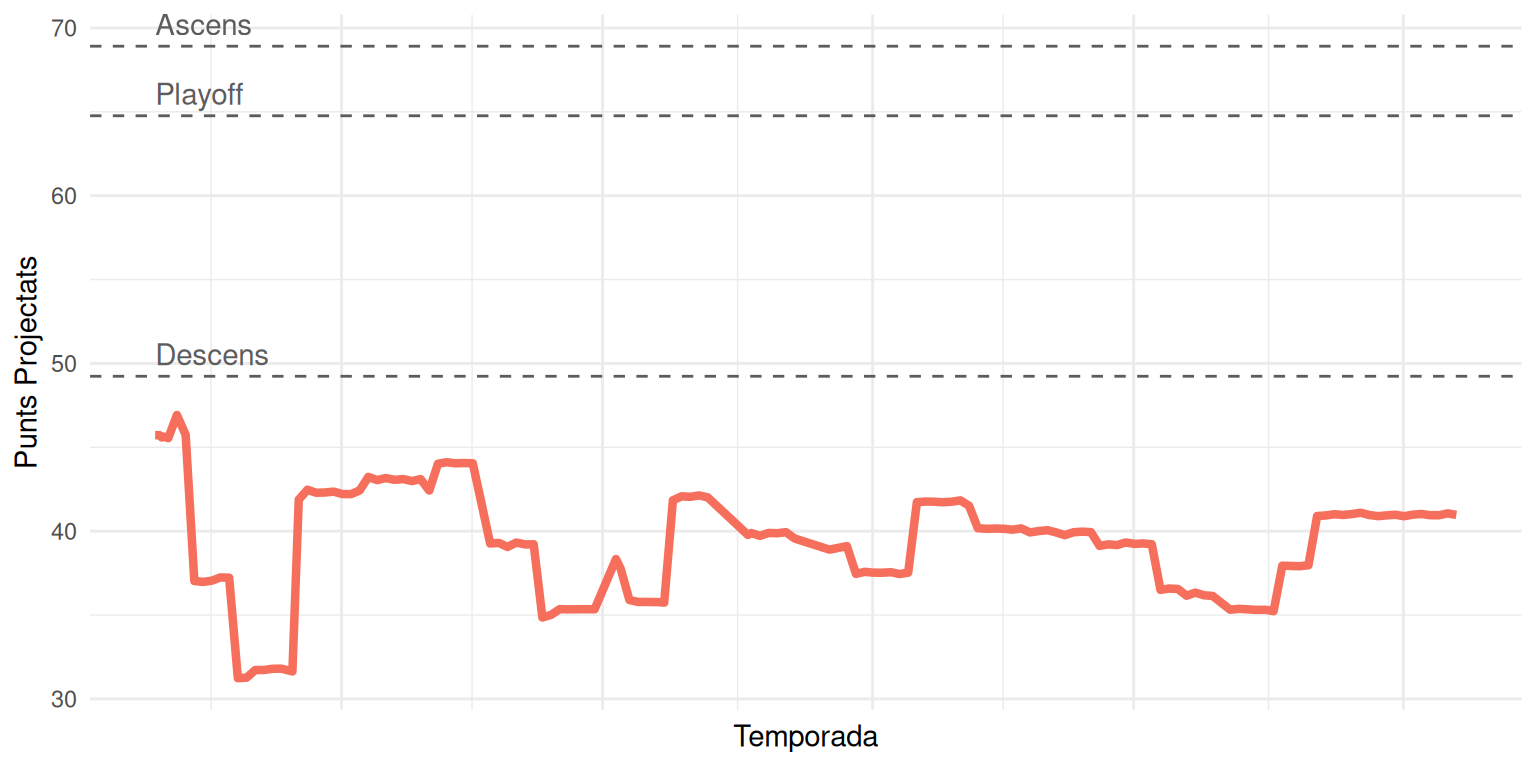 70
Ascens
Playoff
60
Descens
50
40
30
Punts Projectats
Temporada